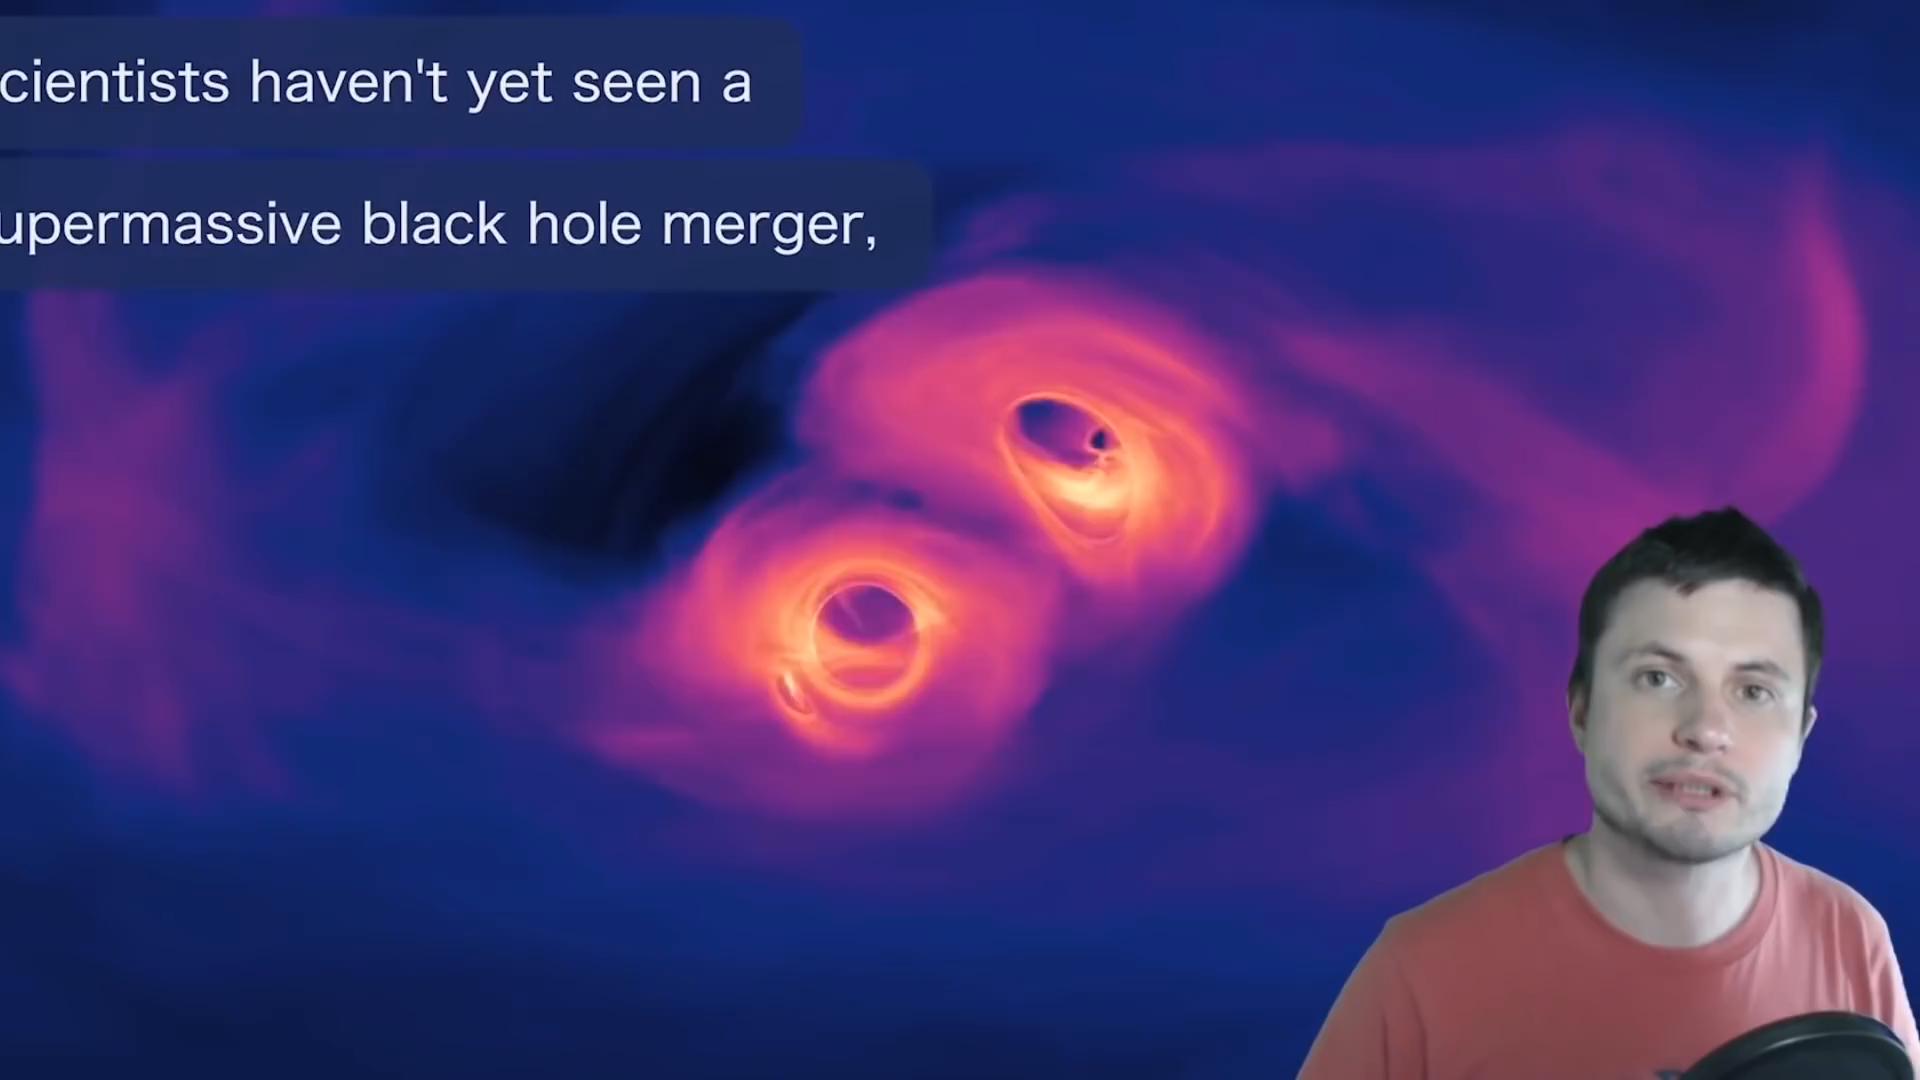 cientists haven't yet seen a
upermassive black hole merger,